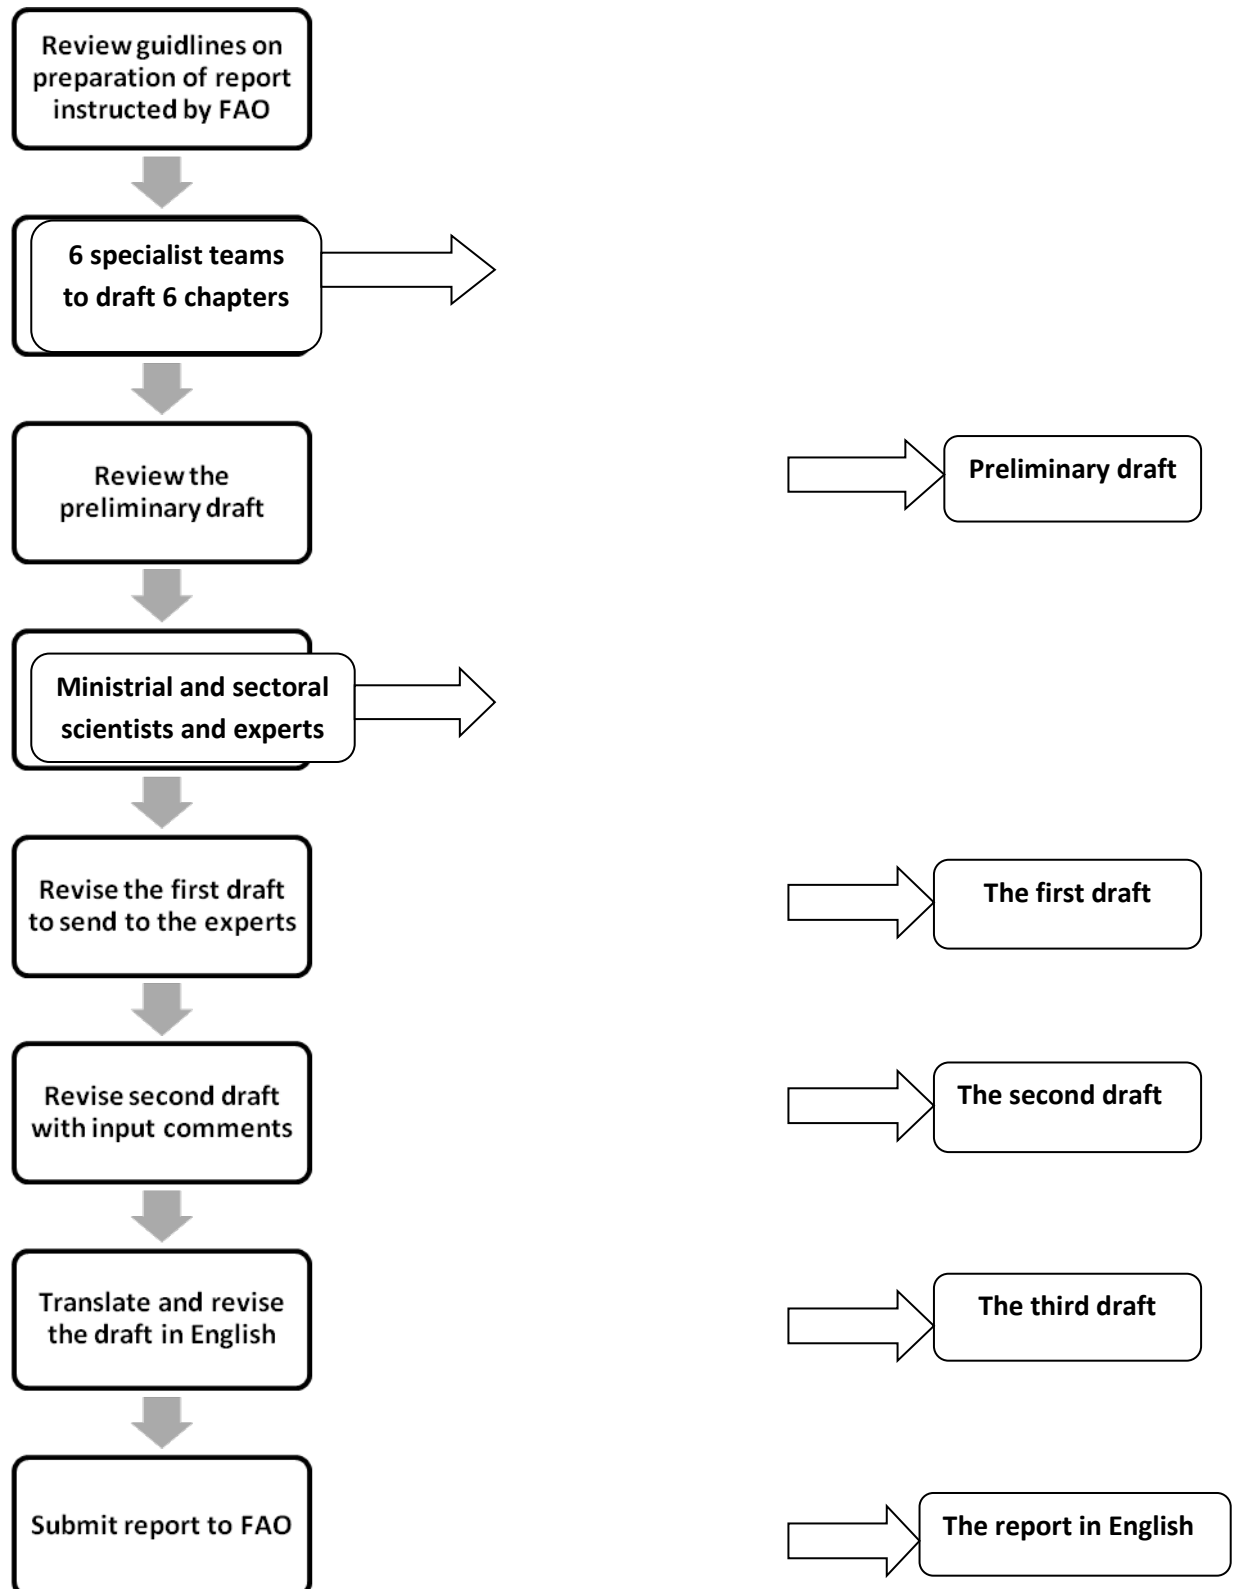 Review guidlines on
preparation of report
instructed by FAO
6 specialist teams
to draft 6 chapters
Review the
preliminary draft
Preliminary draft
Ministrial and sectoral
scientists and experts
Revise the first draft
to send to the experts
The first draft
Revise second draft
with input comments
The second draft
Translate and revise
the draft in English
The third draft
Submit report to FAO
The report in English